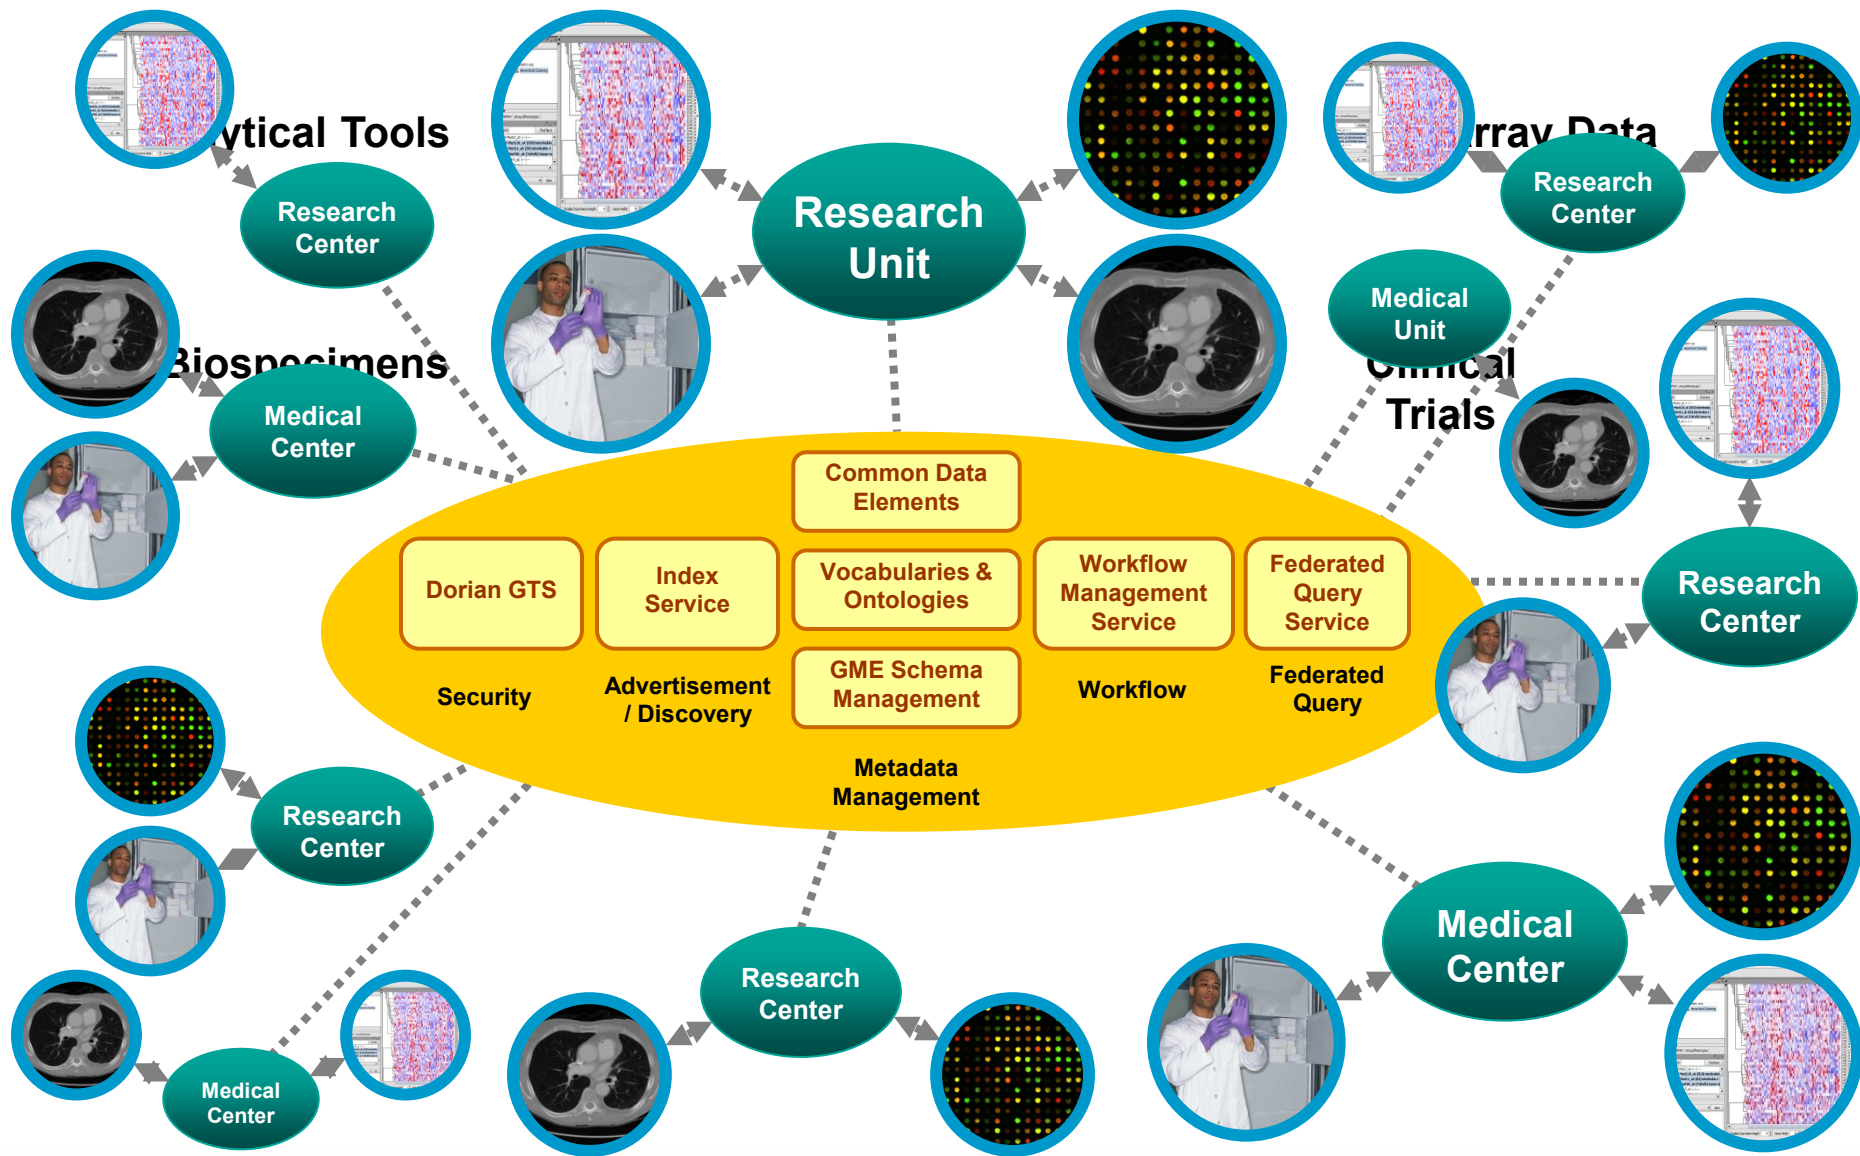 lytical Tools
rray Data
Research
Center
Research
Unit
Research
Center
Medical
Unit
Biospecimens
Clinical
Trials
Medical
Center
Common Data
Elements
Dorian GTS
Index
Service
Vocabularies &
Ontologies
Workflow
Management
Service
Federated
Query
Service
Research
Center
GME Schema
Management
Security
Advertisement
/ Discovery
Workflow
Federated
Query
Metadata
Management
Research
Center
Medical
Center
Research
Center
Medical
Center